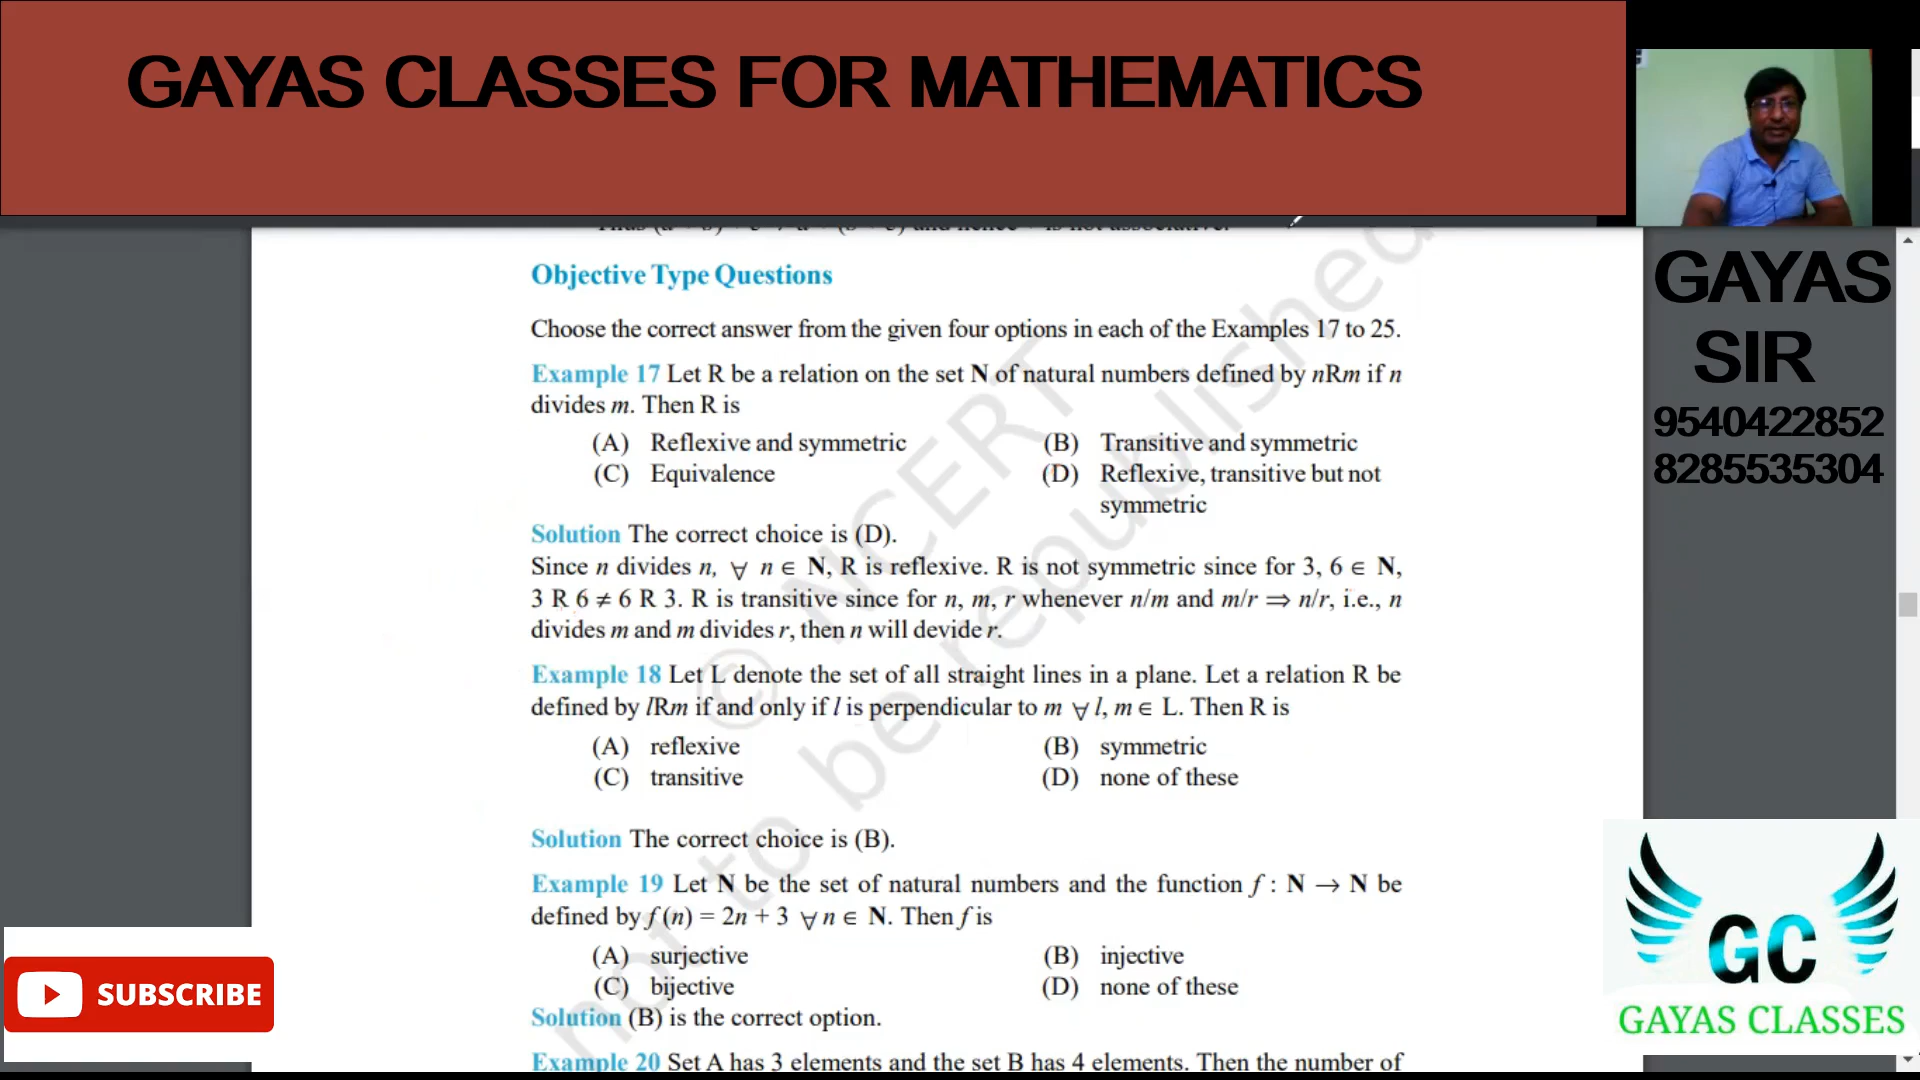 GAYAS CLASSES FOR MATHEMATICS
Objective Type Questions
Choose the correct answer from the given four options in each of the Examples 17 to 25.
Example 17 Let R be a relation on the set N of natural numbers defined by nRm if n
divides m. Then R is
(A) Reflexive and symmetric (B) Transitive and symmetric
(C) Equivalence (D) Reflexive, transitive but not
symmetric
Solution The correct choice is (D).
Since n divides n, ∀ n ∈ N, R is reflexive. R is not symmetric since for 3, 6 ∈ N,
3 R 6 ≠ 6 R 3. R is transitive since for n, m, r whenever n/m and m/r ⇒ n/r, i.e., n
divides m and m divides r, then n will devide r.
Example 18 Let L denote the set of all straight lines in a plane. Let a relation R be
defined by lRm if and only if l is perpendicular to m ∀ l, m ∈ L. Then R is
(A) reflexive (B) symmetric
(C) transitive (D) none of these
Solution The correct choice is (B).
Example 19 Let N be the set of natural numbers and the function f : N → N be
defined by f (n) = 2n + 3 ∀ n ∈ N. Then f is
(A) surjective (B) injective
(C) bijective (D) none of these
Solution (B) is the correct option.
Example 20 Set A has 3 elements and the set B has 4 elements. Then the number of
© NCERT
not to be republished
GAYAS
SIR
9540422852
8285535304
SUBSCRIBE
GC
GAYAS CLASSES